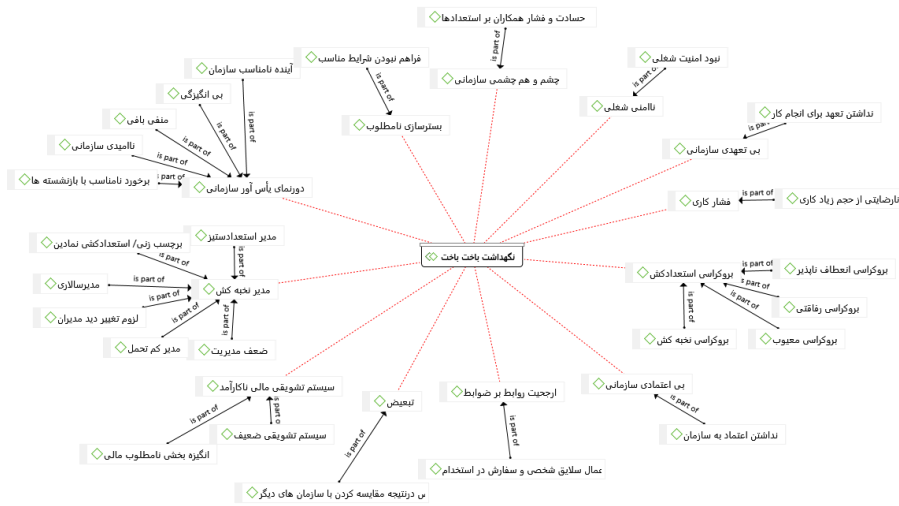 حسادت و فشار همکاران بر استعدادها
is part of
چشم و هم چشمی سازمانی
فراهم نبودن شرایط مناسب
is part of
بسترسازی نامطلوب
نبود امنیت شغلی
is part of
ناامنی شغلی
نداشتن تعهد برای انجام کار
is part
بی تعهدی سازمانی
نارضایتی از حجم زیاد کاری
is part of
فشار کاری
آینده نامناسب سازمان
is part of
بی انگیزگی
is part of
منفی بافی
is part of
ناامیدی سازمانی
is part of
برخورد نامناسب با بازنشسته ها
is part of
دورنمای یأس آور سازمانی
نگهداشت باخت باخت
مدیر استعدادستیز
is part of
برچسب زنی/ استعدادکشی نمادین
is part of
مدیرسالاری
is part of
لزوم تغییر دید مدیران
is part of
مدیر کم تحمل
is part of
ضعف مدیریت
is part of
مدیر نخبه کش
بروکراسی انعطاف ناپذیر
is part of
بروکراسی رفاقتی
s part of
بروکراسی معیوب
is part of
بروکراسی نخبه کش
is part of
بروکراسی استعدادکش
سیستم تشویقی مالی ناکارآمد
is part of
is part o
سیستم تشویقی ضعیف
انگیزه بخشی نامطلوب مالی
تبعیض
is part of
س درنتیجه مقایسه کردن با سازمان های دیگر
ارجحیت روابط بر ضوابط
is part of
عمال سلایق شخصی و سفارش در استخدام
بی اعتمادی سازمانی
is part of
نداشتن اعتماد به سازمان